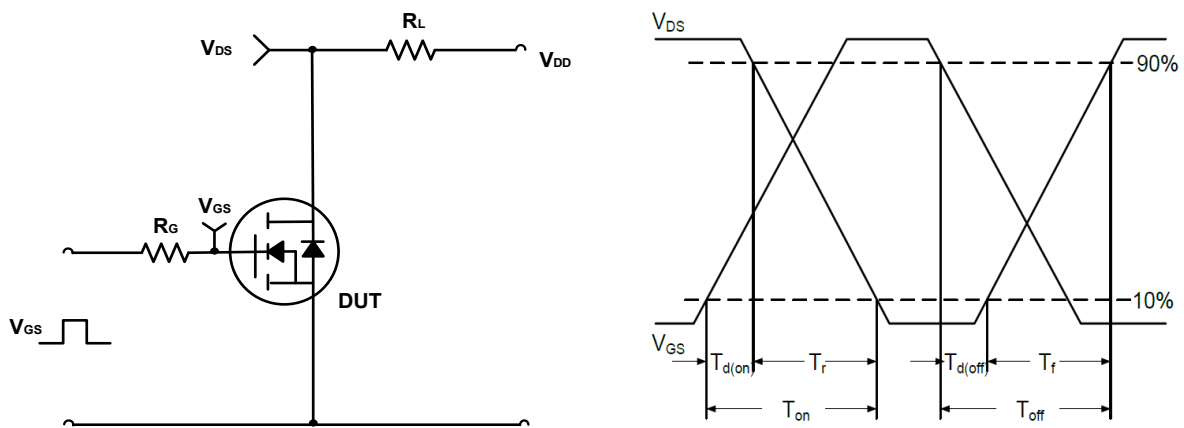 RL
VDS
VDD
VGS
RG
DUT
VGS
VDS
90%
10%
VGS
Td(on)
Tr
Td(off)
Tf
Ton
Toff